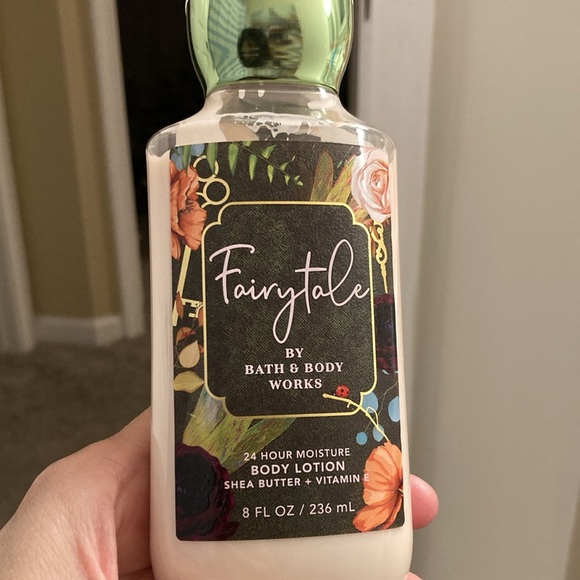 Fairytale
BY
BATH & BODY
WORKS
24 HOUR MOISTURE
BODY LOTION
SHEA BUTTER + VITAMIN E
8 FL OZ / 236 mL